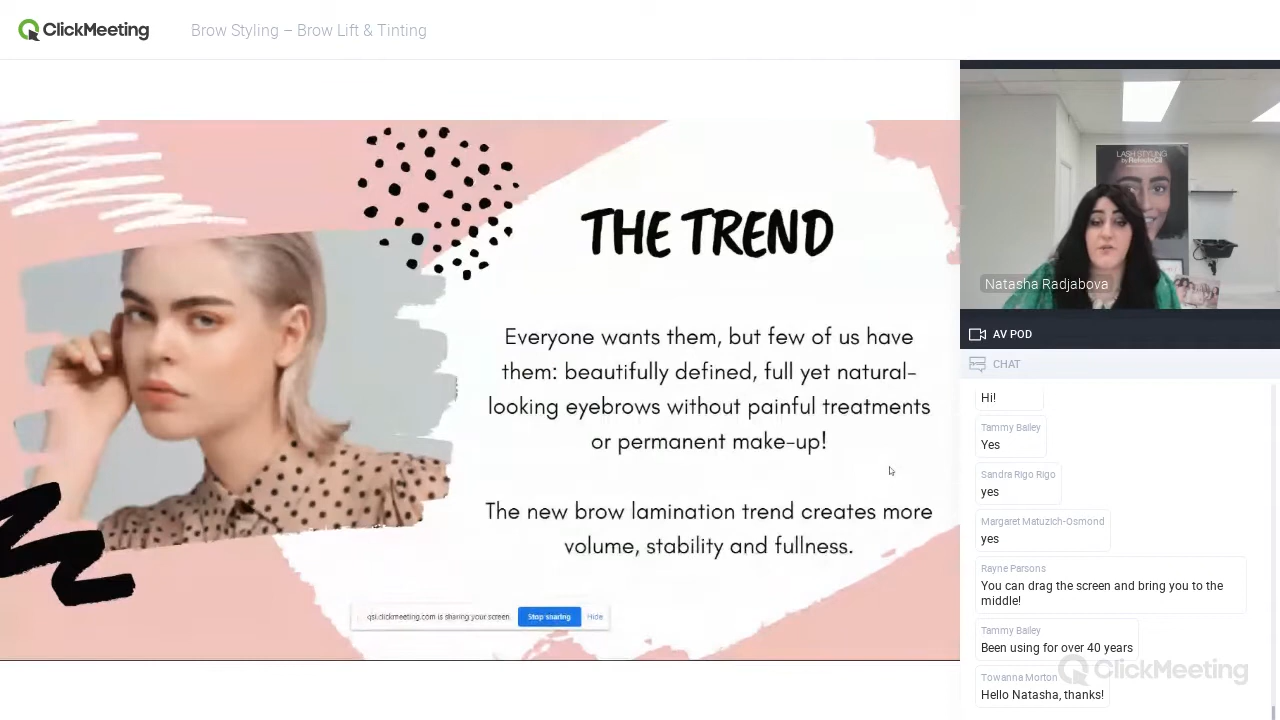 ClickMeeting
Brow Styling – Brow Lift & Tinting
THE TREND
Everyone wants them, but few of us have
them: beautifully defined, full yet natural-
looking eyebrows without painful treatments
or permanent make-up!
The new brow lamination trend creates more
volume, stability and fullness.
qsi.clickmeeting.com is sharing your screen.
Stop sharing
Hide
LASH STYLING
by RefectoCil
Natasha Radjabova
AV POD
CHAT
Hi!
Tammy Bailey
Yes
Sandra Rigo Rigo
yes
Margaret Matuzich-Osmond
yes
Rayne Parsons
You can drag the screen and bring you to the
middle!
Tammy Bailey
Been using for over 40 years
Towanna Morton
Hello Natasha, thanks!
ClickMeeting